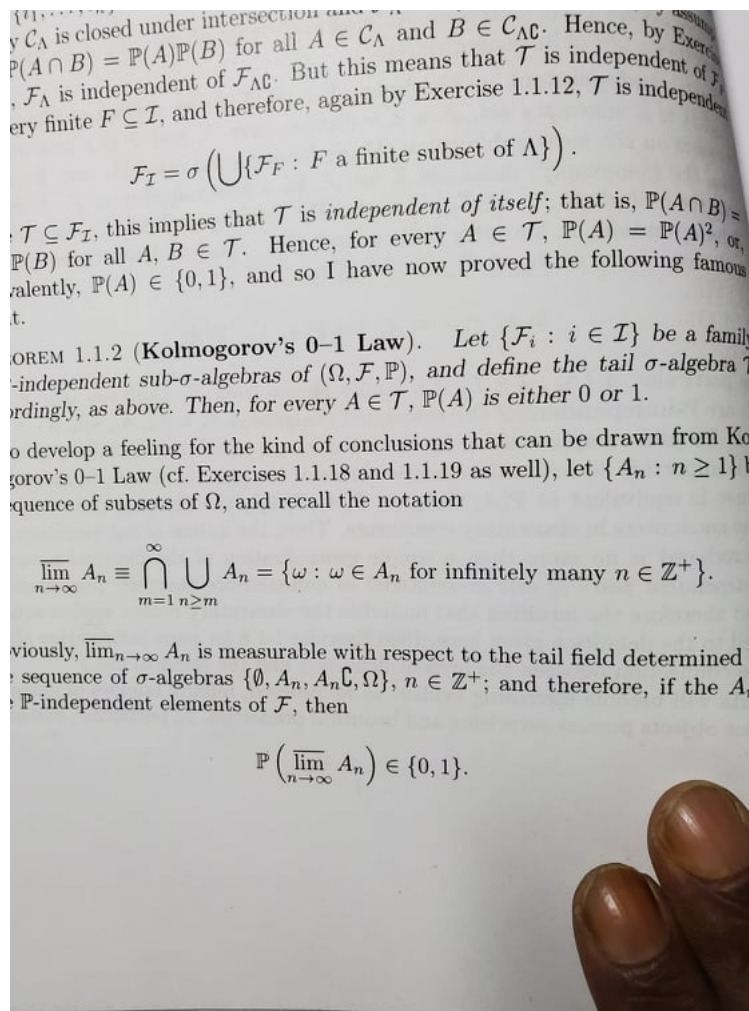 C_Λ is closed under intersection
P(A ∩ B) = ℙ(A)ℙ(B) for all A ∈ C_Λ and B ∈ C_Λ∁. Hence, by Exerci
, F_Λ is independent of F_Λ∁. But this means that T is independent of F
ery finite F ⊆ I, and therefore, again by Exercise 1.1.12, T is independen
F_I = σ(⋃{F_F : F a finite subset of Λ}).
T ⊆ F_I, this implies that T is independent of itself; that is, ℙ(A ∩ B) =
ℙ(B) for all A, B ∈ T. Hence, for every A ∈ T, ℙ(A) = ℙ(A)², or,
valently, ℙ(A) ∈ {0, 1}, and so I have now proved the following famous
t.
OREM 1.1.2 (Kolmogorov's 0–1 Law). Let {F_i : i ∈ I} be a family
-independent sub-σ-algebras of (Ω, F, ℙ), and define the tail σ-algebra T
rdingly, as above. Then, for every A ∈ T, ℙ(A) is either 0 or 1.
o develop a feeling for the kind of conclusions that can be drawn from Ko
gorov's 0–1 Law (cf. Exercises 1.1.18 and 1.1.19 as well), let {A_n : n ≥ 1} b
quence of subsets of Ω, and recall the notation
lim̅_{n→∞} A_n ≡ ⋂_{m=1}^∞ ⋃_{n≥m} A_n = {ω : ω ∈ A_n for infinitely many n ∈ ℤ⁺}.
viously, lim̅_{n→∞} A_n is measurable with respect to the tail field determined
sequence of σ-algebras {∅, A_n, A_n∁, Ω}, n ∈ ℤ⁺; and therefore, if the A_n
ℙ-independent elements of F, then
ℙ(lim̅_{n→∞} A_n) ∈ {0, 1}.